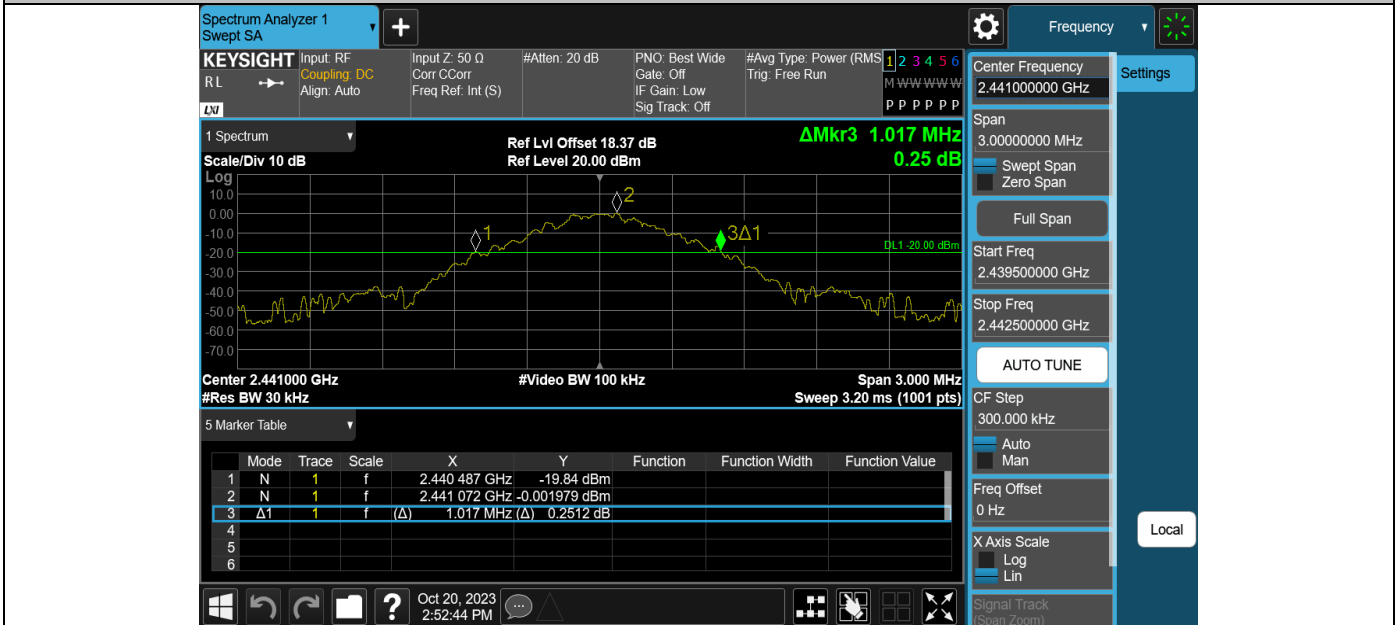 Spectrum Analyzer 1
Swept SA
+
Frequency
KEYSIGHT
R L
LXI
Input: RF
Coupling: DC
Align: Auto
Input Z: 50 Ω
Corr CCorr
Freq Ref: Int (S)
#Atten: 20 dB
PNO: Best Wide
Gate: Off
IF Gain: Low
Sig Track: Off
#Avg Type: Power (RMS
Trig: Free Run
1 2 3 4 5 6
M W W W W W
P P P P P P
1 Spectrum
Scale/Div 10 dB
Log
Ref Lvl Offset 18.37 dB
Ref Level 20.00 dBm
ΔMkr3 1.017 MHz
0.25 dB
10.0
0.00
-10.0
-20.0
-30.0
-40.0
-50.0
-60.0
-70.0
1
2
3Δ1
DL1 -20.00 dBm
Center 2.441000 GHz
#Video BW 100 kHz
Span 3.000 MHz
#Res BW 30 kHz
Sweep 3.20 ms (1001 pts)
5 Marker Table
Mode Trace Scale X Y Function Function Width Function Value
1 N 1 f 2.440 487 GHz -19.84 dBm
2 N 1 f 2.441 072 GHz -0.001979 dBm
3 Δ1 1 f (Δ) 1.017 MHz (Δ) 0.2512 dB
4
5
6
?
Oct 20, 2023
2:52:44 PM
Center Frequency
2.441000000 GHz
Span
3.00000000 MHz
Swept Span
Zero Span
Full Span
Start Freq
2.439500000 GHz
Stop Freq
2.442500000 GHz
AUTO TUNE
CF Step
300.000 kHz
Auto
Man
Freq Offset
0 Hz
X Axis Scale
Log
Lin
Signal Track
(Span Zoom)
Settings
Local